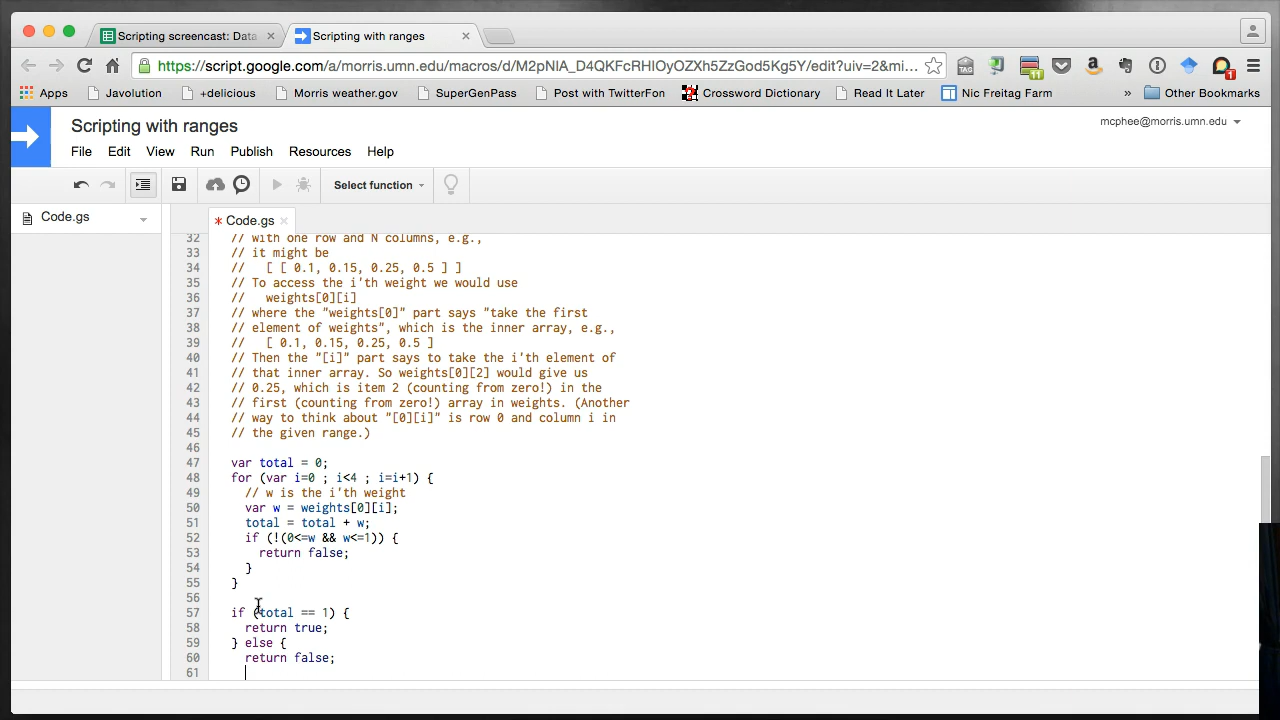 Scripting screencast: Data
Scripting with ranges
https://script.google.com/a/morris.umn.edu/macros/d/M2pNlA_D4QKFcRHIOyOZXh5ZzGod5Kg5Y/edit?uiv=2&mi...
TAG
11
1
Apps
Javolution
+delicious
Morris weather.gov
SuperGenPass
Post with TwitterFon
Crossword Dictionary
Read It Later
Nic Freitag Farm
»
Other Bookmarks
Scripting with ranges
mcphee@morris.umn.edu
File Edit View Run Publish Resources Help
Select function
Code.gs
* Code.gs
32 // with one row and N columns, e.g.,
33 // it might be
34 //   [ [ 0.1, 0.15, 0.25, 0.5 ] ]
35 // To access the i'th weight we would use
36 //   weights[0][i]
37 // where the "weights[0]" part says "take the first
38 // element of weights", which is the inner array, e.g.,
39 //   [ 0.1, 0.15, 0.25, 0.5 ]
40 // Then the "[i]" part says to take the i'th element of
41 // that inner array. So weights[0][2] would give us
42 // 0.25, which is item 2 (counting from zero!) in the
43 // first (counting from zero!) array in weights. (Another
44 // way to think about "[0][i]" is row 0 and column i in
45 // the given range.)
46
47 var total = 0;
48 for (var i=0 ; i<4 ; i=i+1) {
49   // w is the i'th weight
50   var w = weights[0][i];
51   total = total + w;
52   if (!(0<=w && w<=1)) {
53     return false;
54   }
55 }
56
57 if (total == 1) {
58   return true;
59 } else {
60   return false;
61